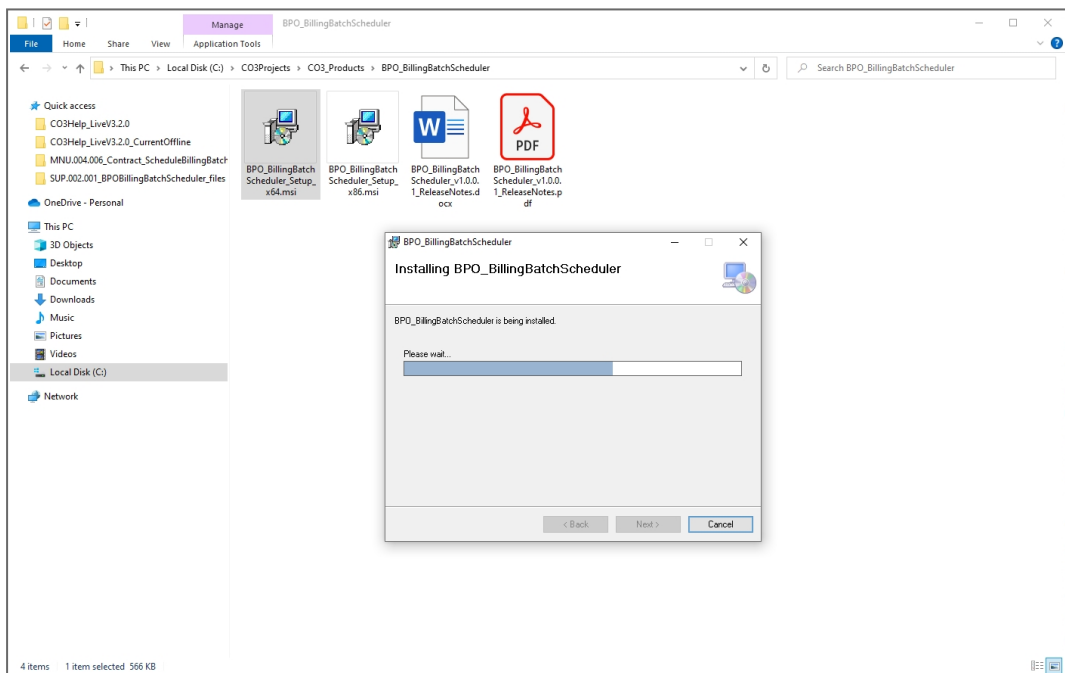 Manage
BPO_BillingBatchScheduler
File
Home
Share
View
Application Tools
This PC > Local Disk (C:) > CO3Projects > CO3_Products > BPO_BillingBatchScheduler
Search BPO_BillingBatchScheduler
Quick access
CO3Help_LiveV3.2.0
CO3Help_LiveV3.2.0_CurrentOffline
MNU.004.006_Contract_ScheduleBillingBatch
SUP.002.001_BPOBillingBatchScheduler_files
OneDrive - Personal
This PC
3D Objects
Desktop
Documents
Downloads
Music
Pictures
Videos
Local Disk (C:)
Network
BPO_BillingBatch
Scheduler_Setup_
x64.msi
BPO_BillingBatch
Scheduler_Setup_
x86.msi
W
BPO_BillingBatch
Scheduler_v1.0.0.
1_ReleaseNotes.d
ocx
PDF
BPO_BillingBatch
Scheduler_v1.0.0.
1_ReleaseNotes.p
df
BPO_BillingBatchScheduler
Installing BPO_BillingBatchScheduler
BPO_BillingBatchScheduler is being installed.
Please wait...
< Back
Next >
Cancel
4 items
1 item selected 566 KB